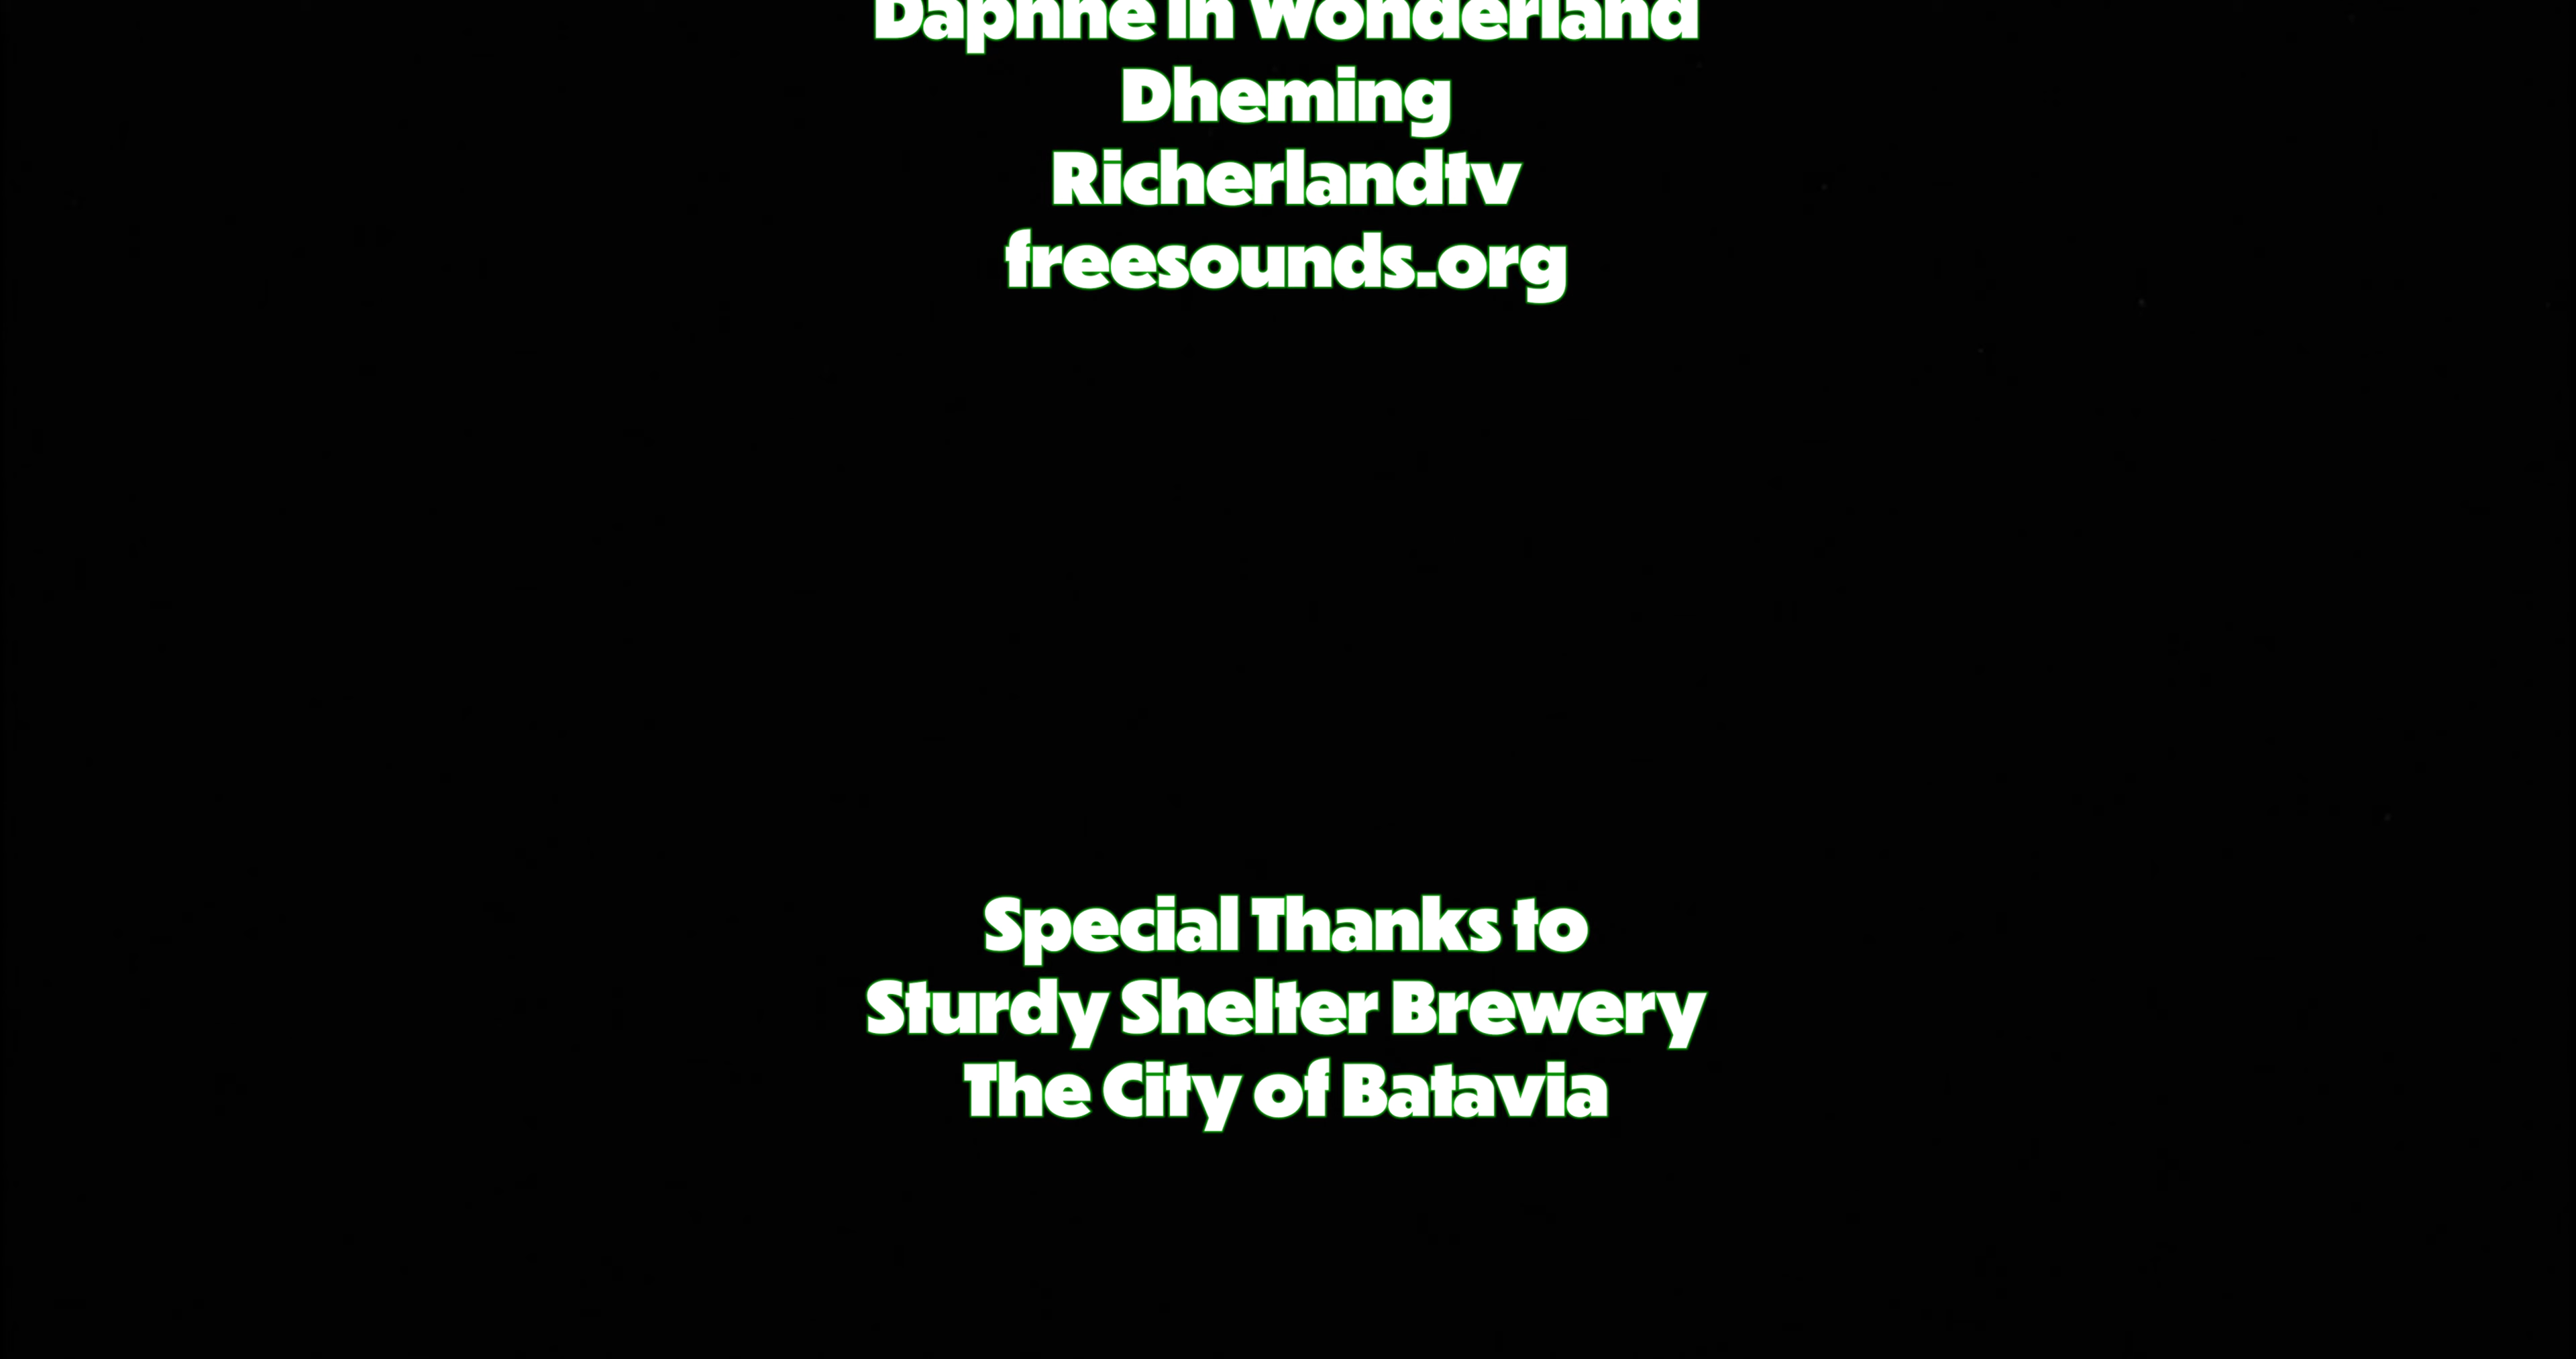 Daphne in Wonderland
Dheming
Richerlandtv
freesounds.org
Special Thanks to
Sturdy Shelter Brewery
The City of Batavia